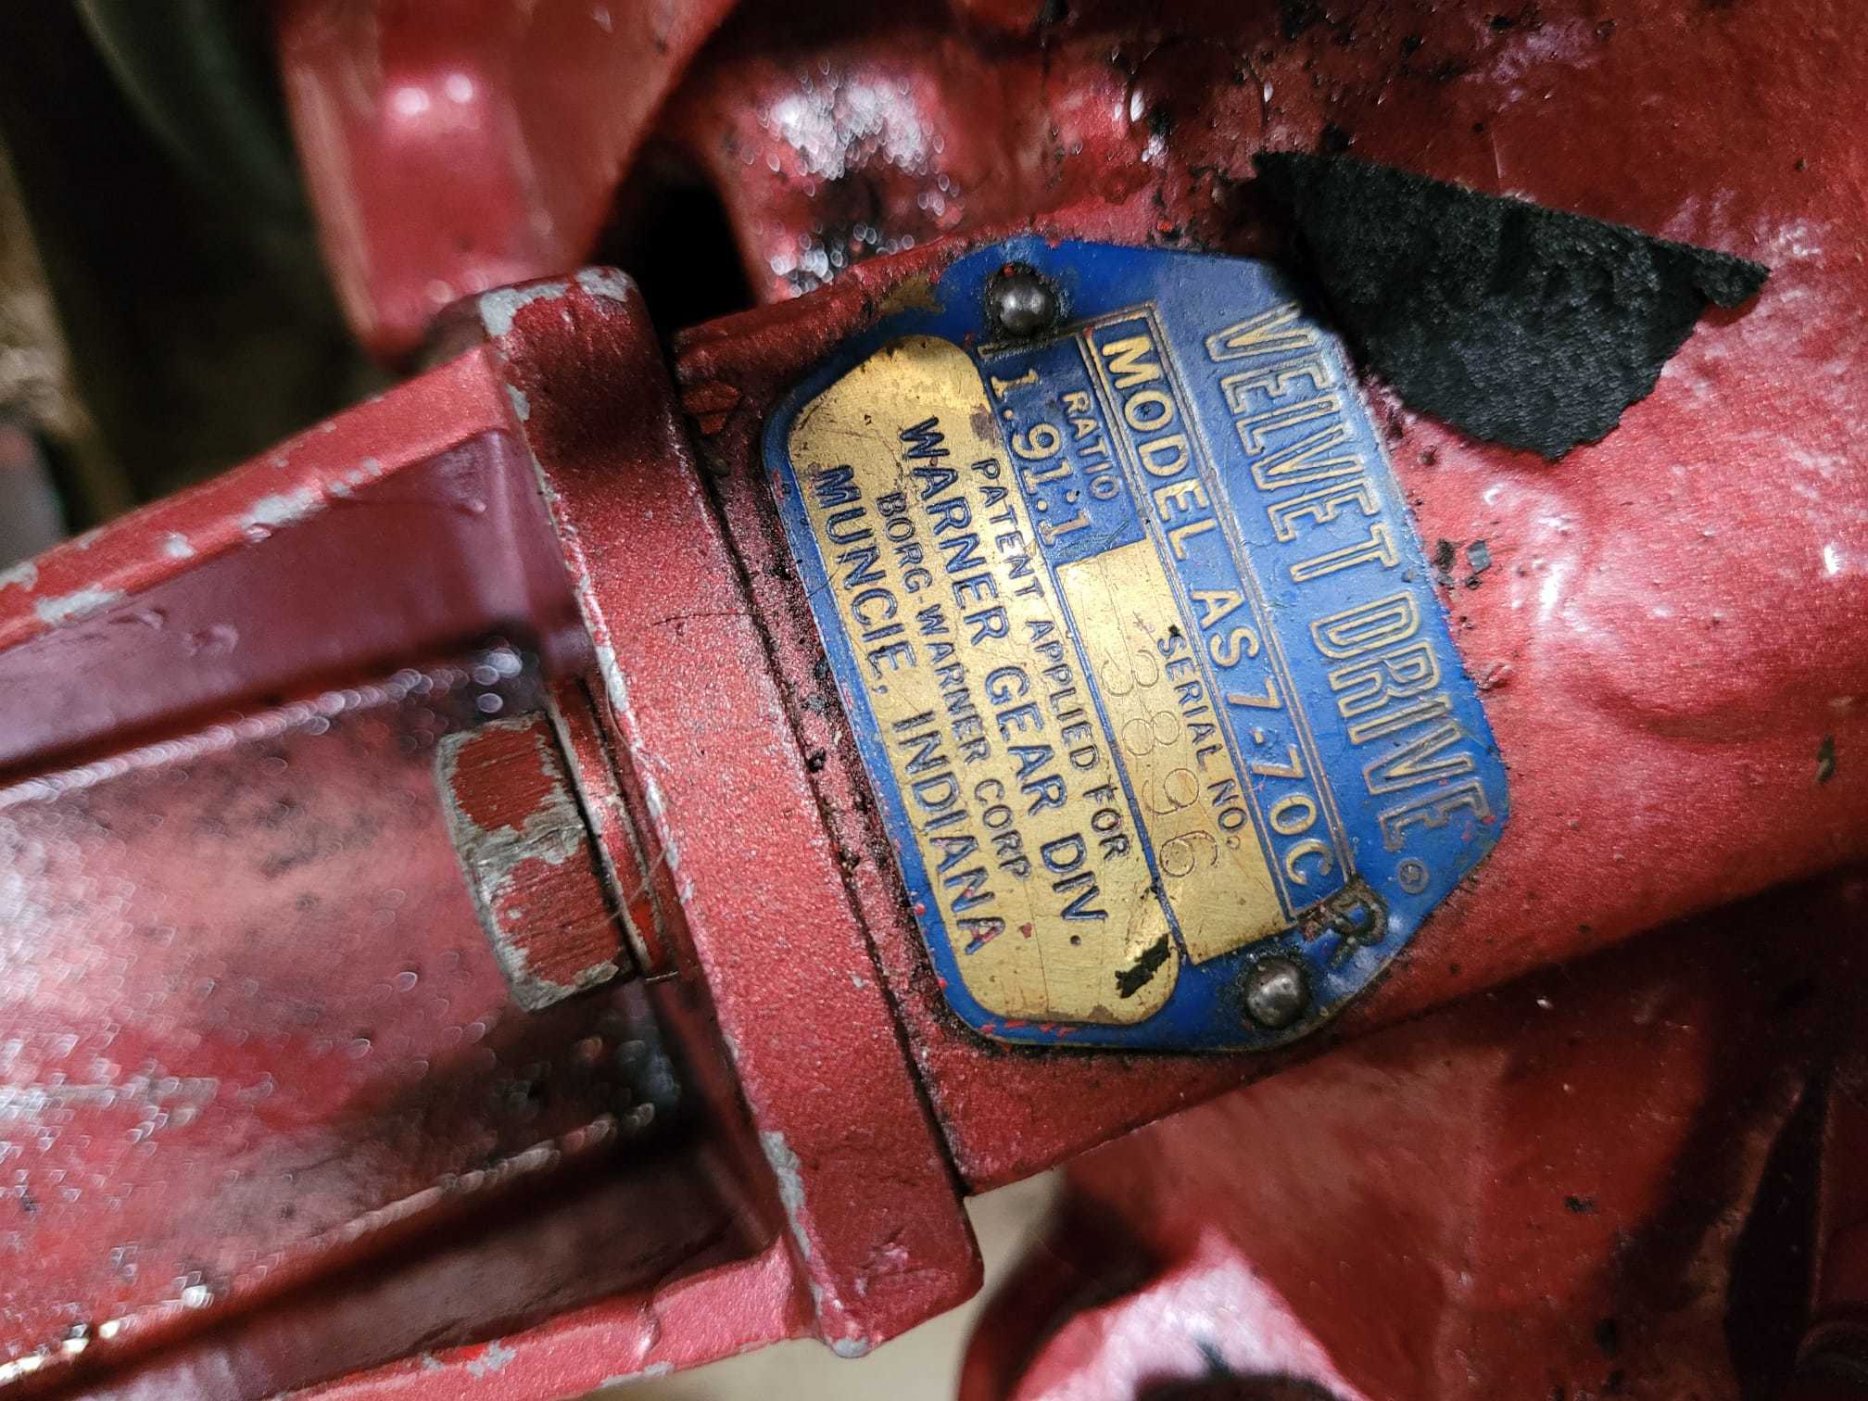 VELVET DRIVE®
MODEL AS7-70CR
RATIO
1.91:1
SERIAL NO.
3896
PATENT APPLIED FOR
WARNER GEAR DIV.
BORG-WARNER CORP
MUNCIE, INDIANA